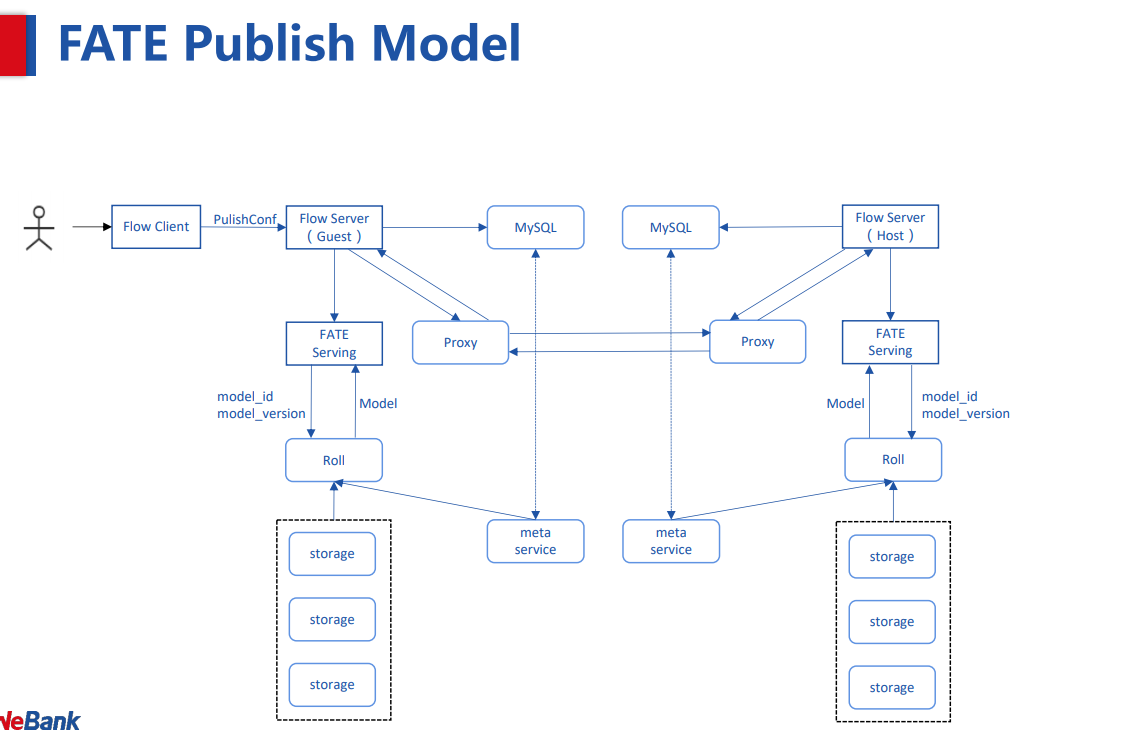 FATE Publish Model
Flow Client
PulishConf
Flow Server
( Guest )
MySQL
MySQL
Flow Server
( Host )
FATE
Serving
Proxy
Proxy
FATE
Serving
model_id
model_version
Model
Model
model_id
model_version
Roll
Roll
meta
service
meta
service
storage
storage
storage
storage
storage
storage
WeBank